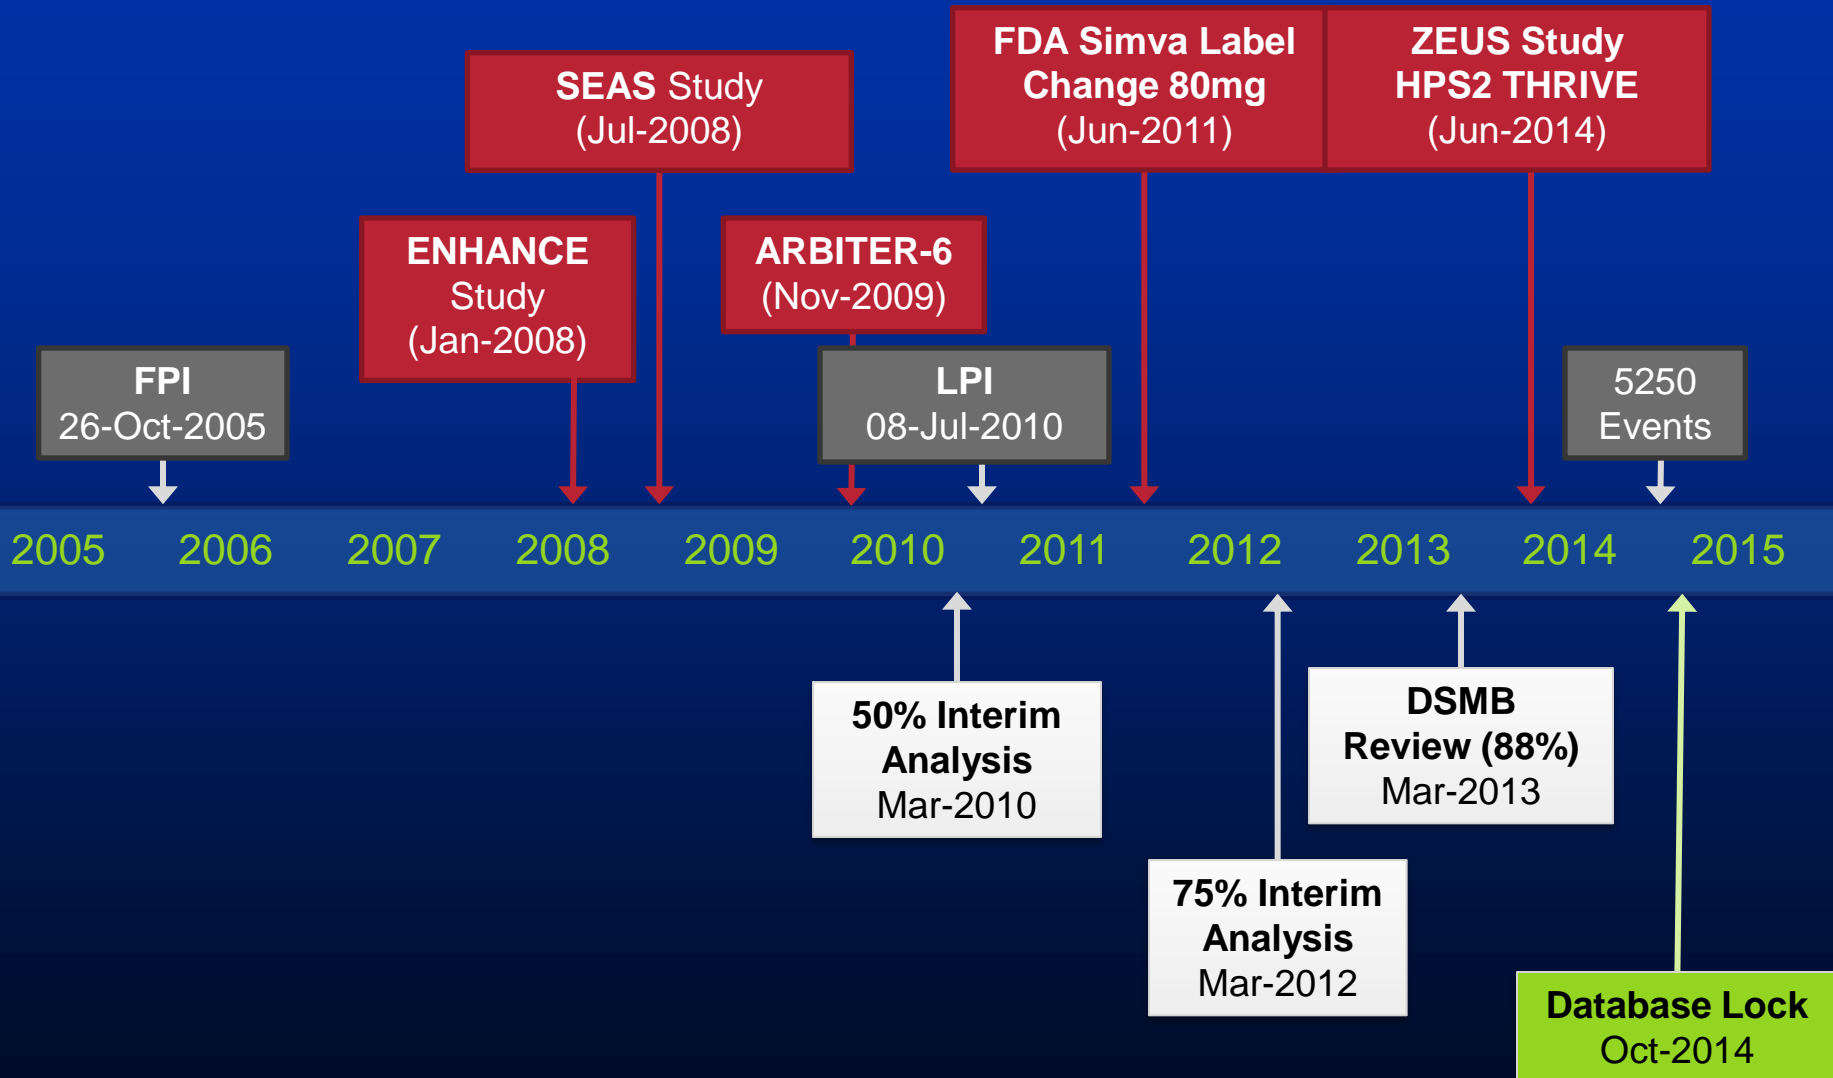 FDA Simva Label
Change 80mg
(Jun-2011)
ZEUS Study
HPS2 THRIVE
(Jun-2014)
SEAS Study
(Jul-2008)
ENHANCE
Study
(Jan-2008)
ARBITER-6
(Nov-2009)
FPI
26-Oct-2005
LPI
08-Jul-2010
5250
Events
2005 2006 2007 2008 2009 2010 2011 2012 2013 2014 2015
50% Interim
Analysis
Mar-2010
DSMB
Review (88%)
Mar-2013
75% Interim
Analysis
Mar-2012
Database Lock
Oct-2014